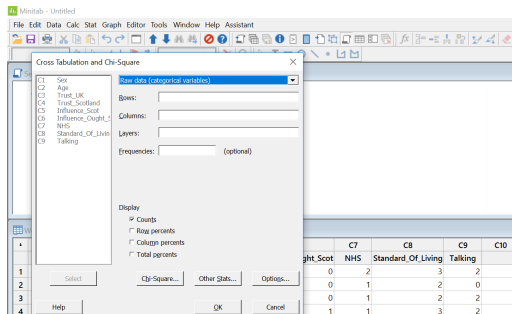 Minitab - Untitled
File Edit Data Calc Stat Graph Editor Tools Window Help Assistant
Cross Tabulation and Chi-Square
C1 Sex
C2 Age
C3 Trust_UK
C4 Trust_Scotland
C5 Influence_Scot
C6 Influence_Ought_S
C7 NHS
C8 Standard_Of_Livin
C9 Talking
Raw data (categorical variables)
Rows:
Columns:
Layers:
Frequencies: (optional)
Display
Counts
Row percents
Column percents
Total percents
Select Chi-Square... Other Stats... Options...
Help OK Cancel
C7 C8 C9 C10
ght_Scot NHS Standard_Of_Living Talking
1 0 2 3 2
2 0 1 2 0
3 0 1 2 2
4 1 1 3 2